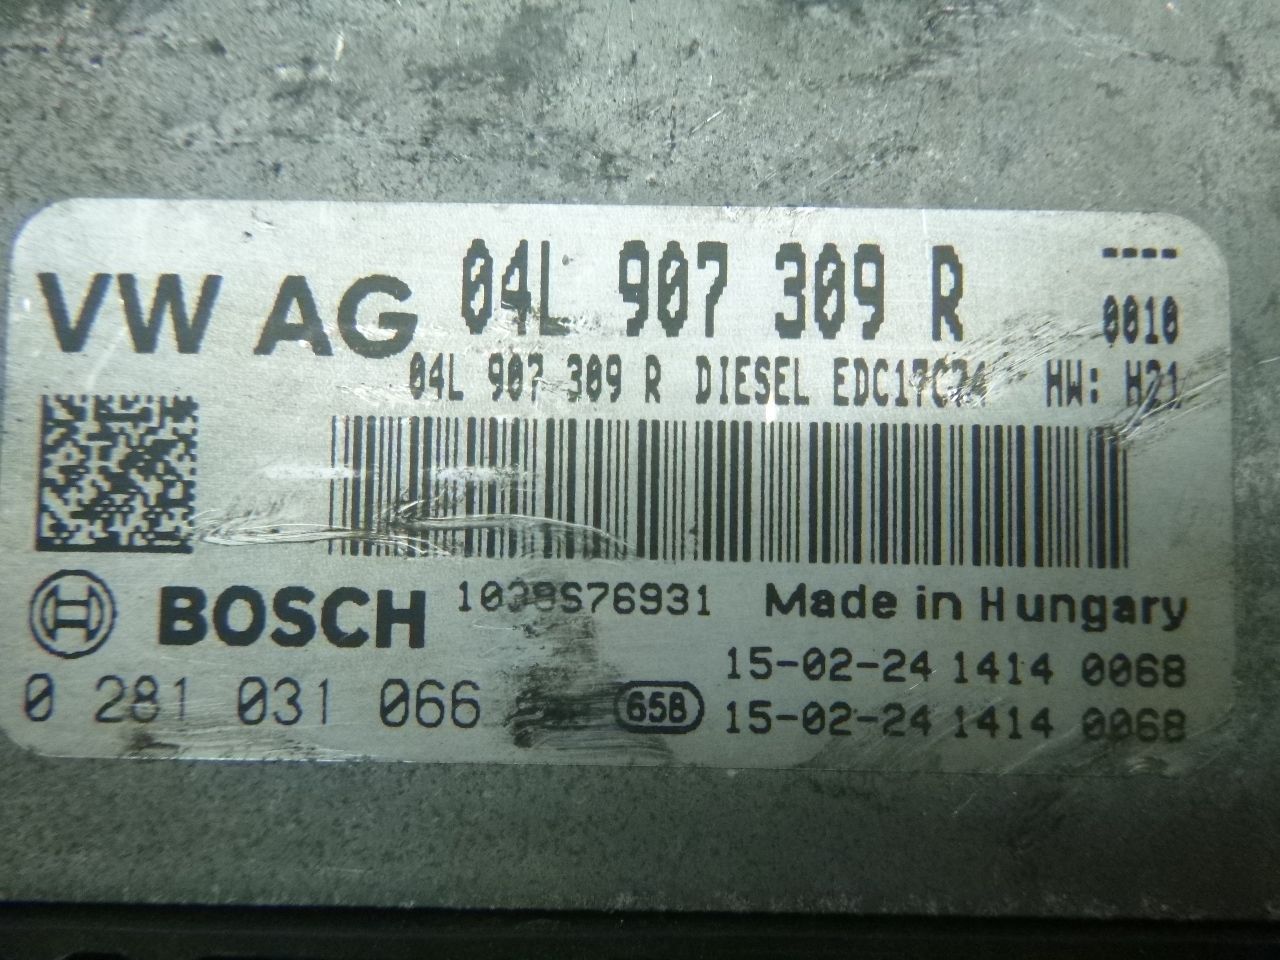 VW AG 04L 907 309 R ----
0010
04L 907 309 R DIESEL EDC17C74 HW: H21
BOSCH 1039S76931 Made in Hungary
15-02-24 1414 0068
0 281 031 066 65B 15-02-24 1414 0068